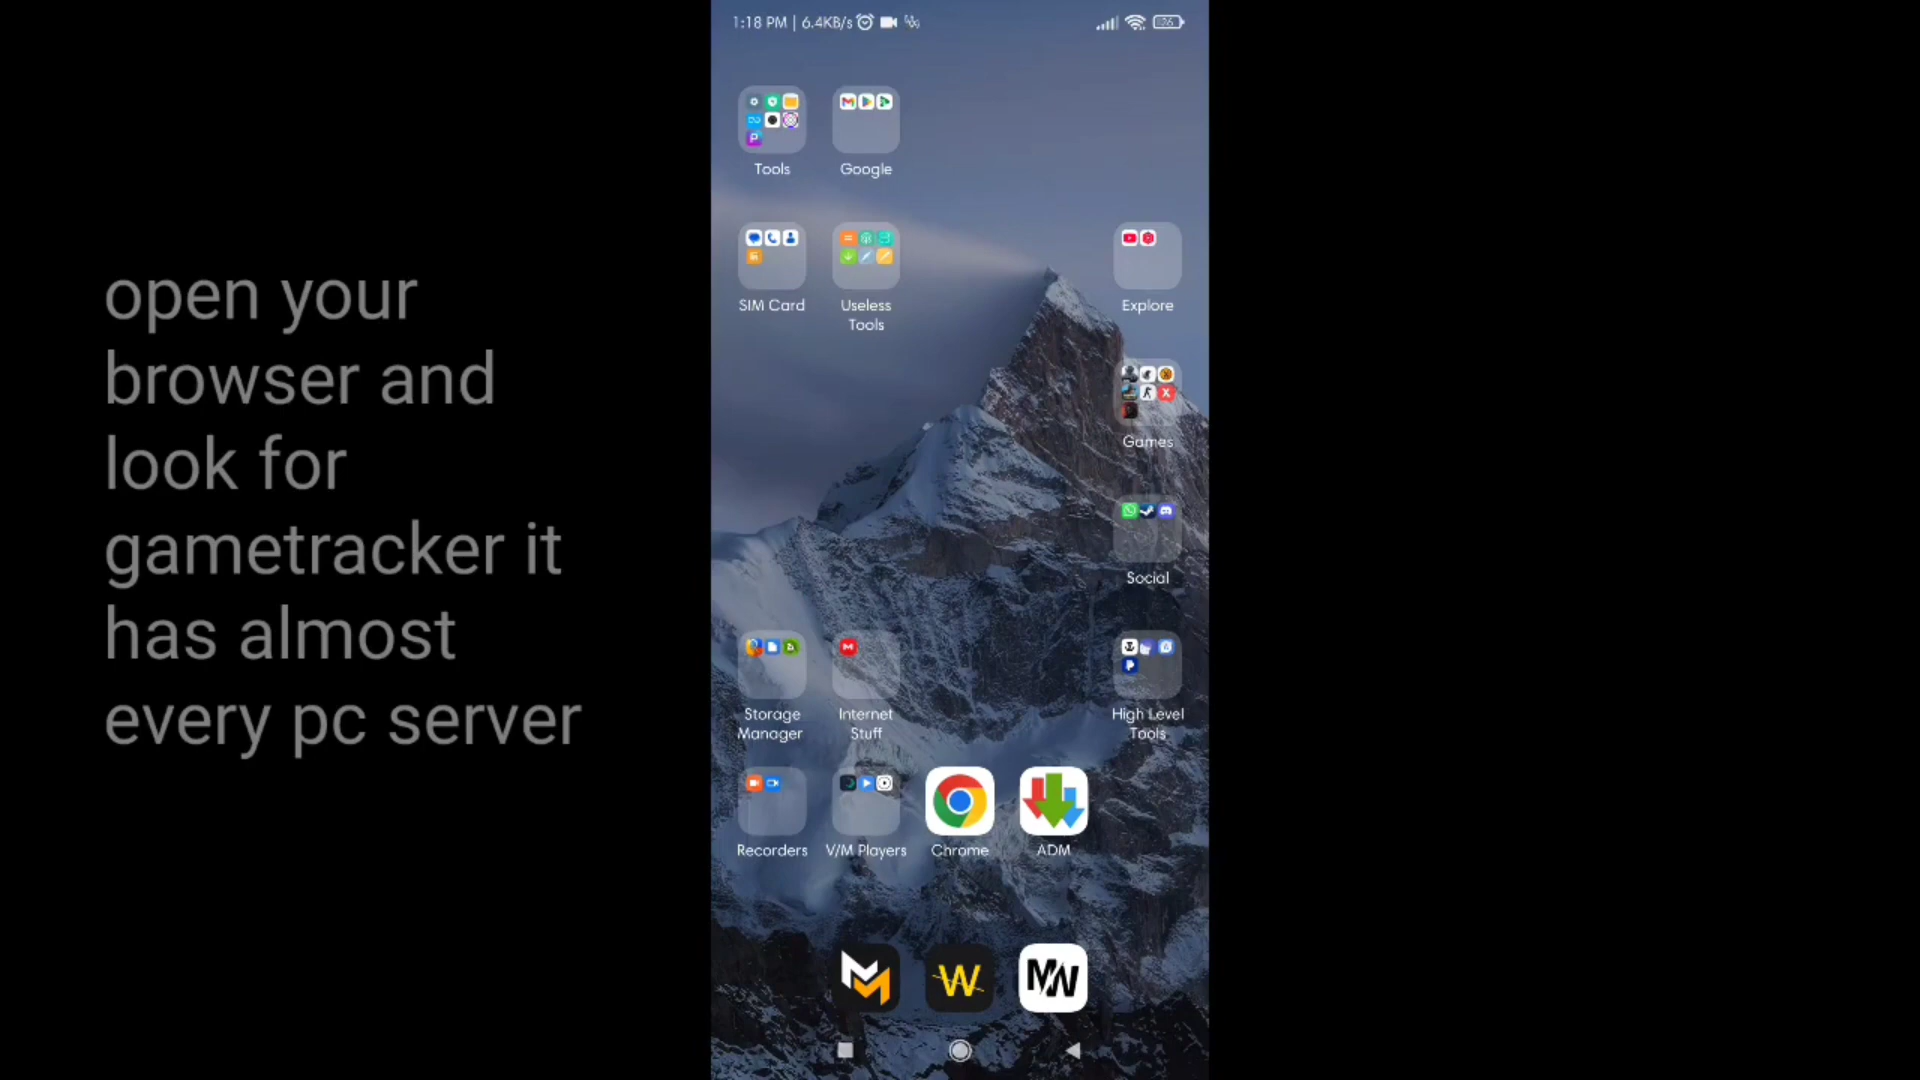 1:18 PM | 6.4KB/s
Tools
Google
SIM Card
Useless
Tools
Explore
Games
Social
Storage
Manager
Internet
Stuff
High Level
Tools
Recorders
V/M Players
Chrome
ADM
open your
browser and
look for
gametracker it
has almost
every pc server